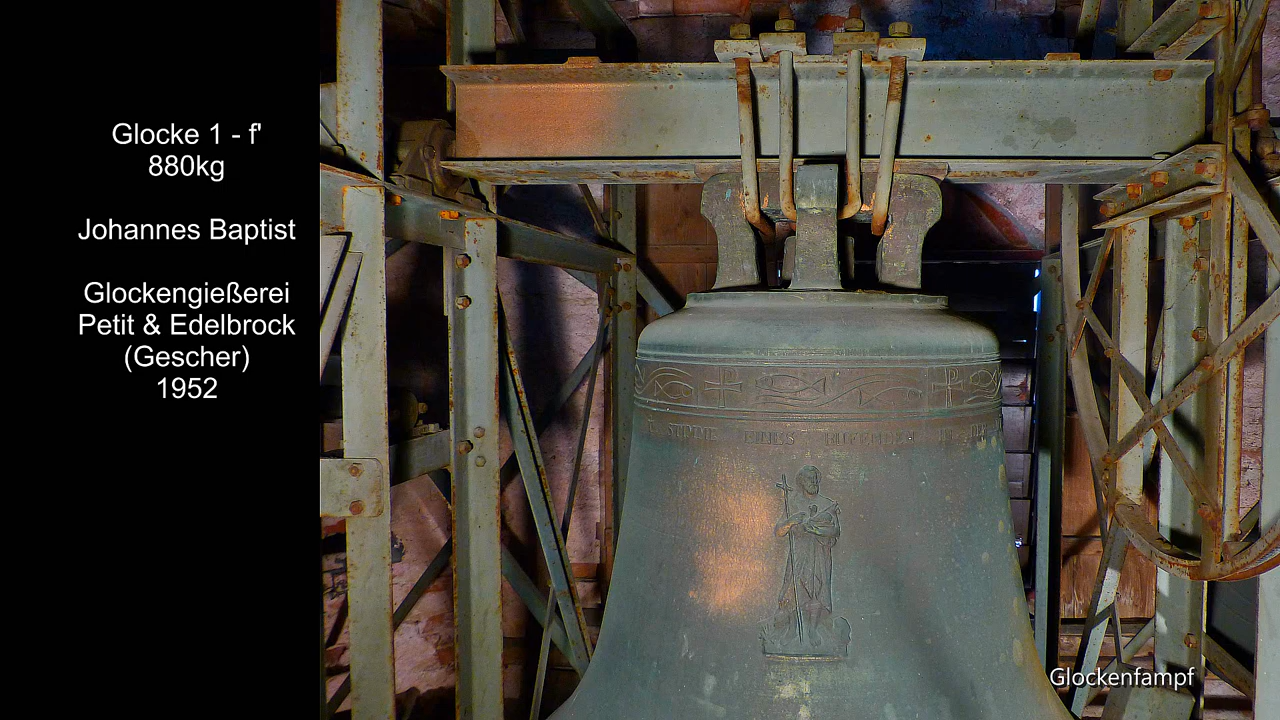 Glocke 1 - f'
880kg
Johannes Baptist
Glockengießerei
Petit & Edelbrock
(Gescher)
1952
Glockenfampf